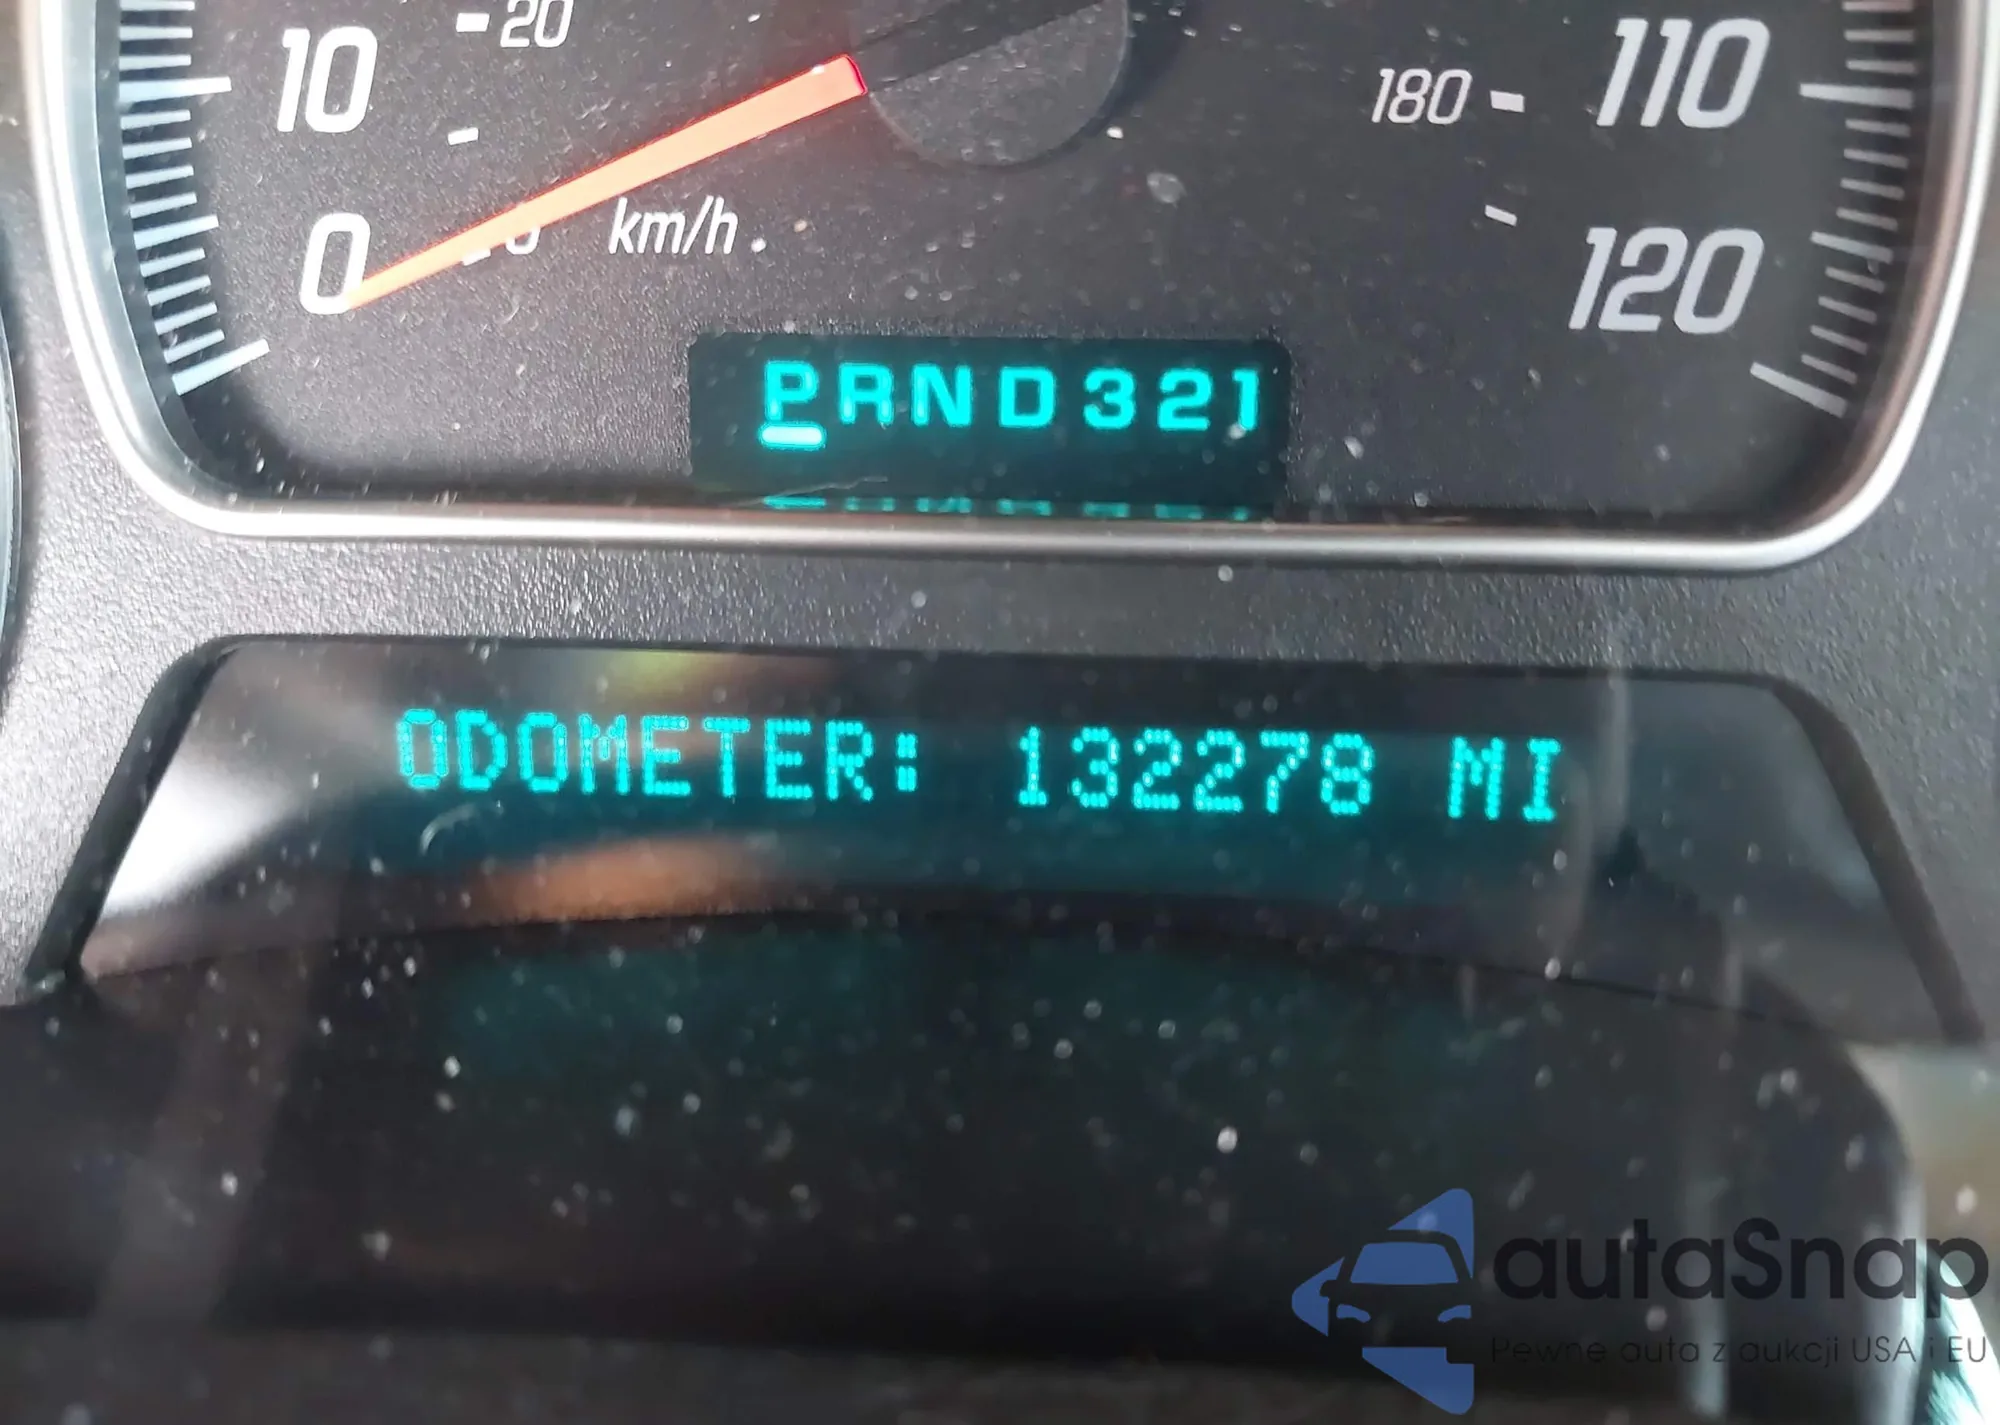 10
20
0
km/h
180
110
120
PRND321
ODOMETER: 132278 MI
autaSnap
Pewne auta z aukcji USA i EU